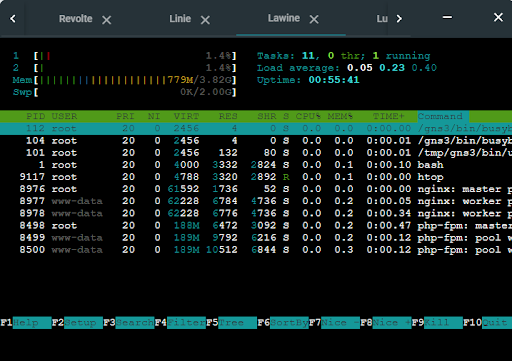 Revolte × Linie × Lawine × Lu
1 [|| 1.4%] Tasks: 11, 0 thr; 1 running
2 [| 1.4%] Load average: 0.05 0.23 0.40
Mem[||||||||||||||||||||||779M/3.82G] Uptime: 00:55:41
Swp[ 0K/2.00G]
PID USER PRI NI VIRT RES SHR S CPU% MEM% TIME+ Command
112 root 20 0 2456 4 0 S 0.0 0.0 0:00.00 /gns3/bin/busyb
104 root 20 0 2456 4 0 S 0.0 0.0 0:00.01 /gns3/bin/busyb
101 root 20 0 2456 132 80 S 0.0 0.0 0:00.01 /tmp/gns3/bin/u
1 root 20 0 4000 3332 2824 S 0.0 0.1 0:00.10 bash
9117 root 20 0 4788 3320 2892 R 0.0 0.1 0:00.00 htop
8976 root 20 0 61592 1736 52 S 0.0 0.0 0:00.00 nginx: master p
8977 www-data 20 0 62228 6784 4736 S 0.0 0.2 0:00.05 nginx: worker p
8978 www-data 20 0 62228 6776 4736 S 0.0 0.2 0:00.34 nginx: worker p
8498 root 20 0 188M 6472 3092 S 0.0 0.2 0:00.47 php-fpm: master
8499 www-data 20 0 189M 9792 6216 S 0.0 0.2 0:00.12 php-fpm: pool w
8500 www-data 20 0 189M 10512 6844 S 0.0 0.3 0:00.12 php-fpm: pool w
F1Help F2Setup F3SearchF4FilterF5Tree F6SortByF7Nice -F8Nice +F9Kill F10Quit